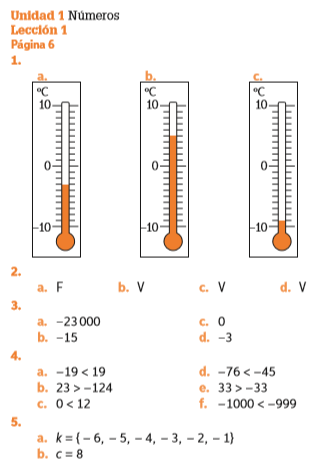 Unidad 1 Números
Lección 1
Página 6
1.
a. b. c.
°C °C °C
10 10 10
0 0 0
–10 –10 –10
2.
a. F b. V c. V d. V
3.
a. –23 000 c. 0
b. –15 d. –3
4.
a. –19 < 19 d. –76 < –45
b. 23 > –124 e. 33 > –33
c. 0 < 12 f. –1000 < –999
5.
a. k = {– 6, – 5, – 4, – 3, – 2, – 1}
b. c = 8